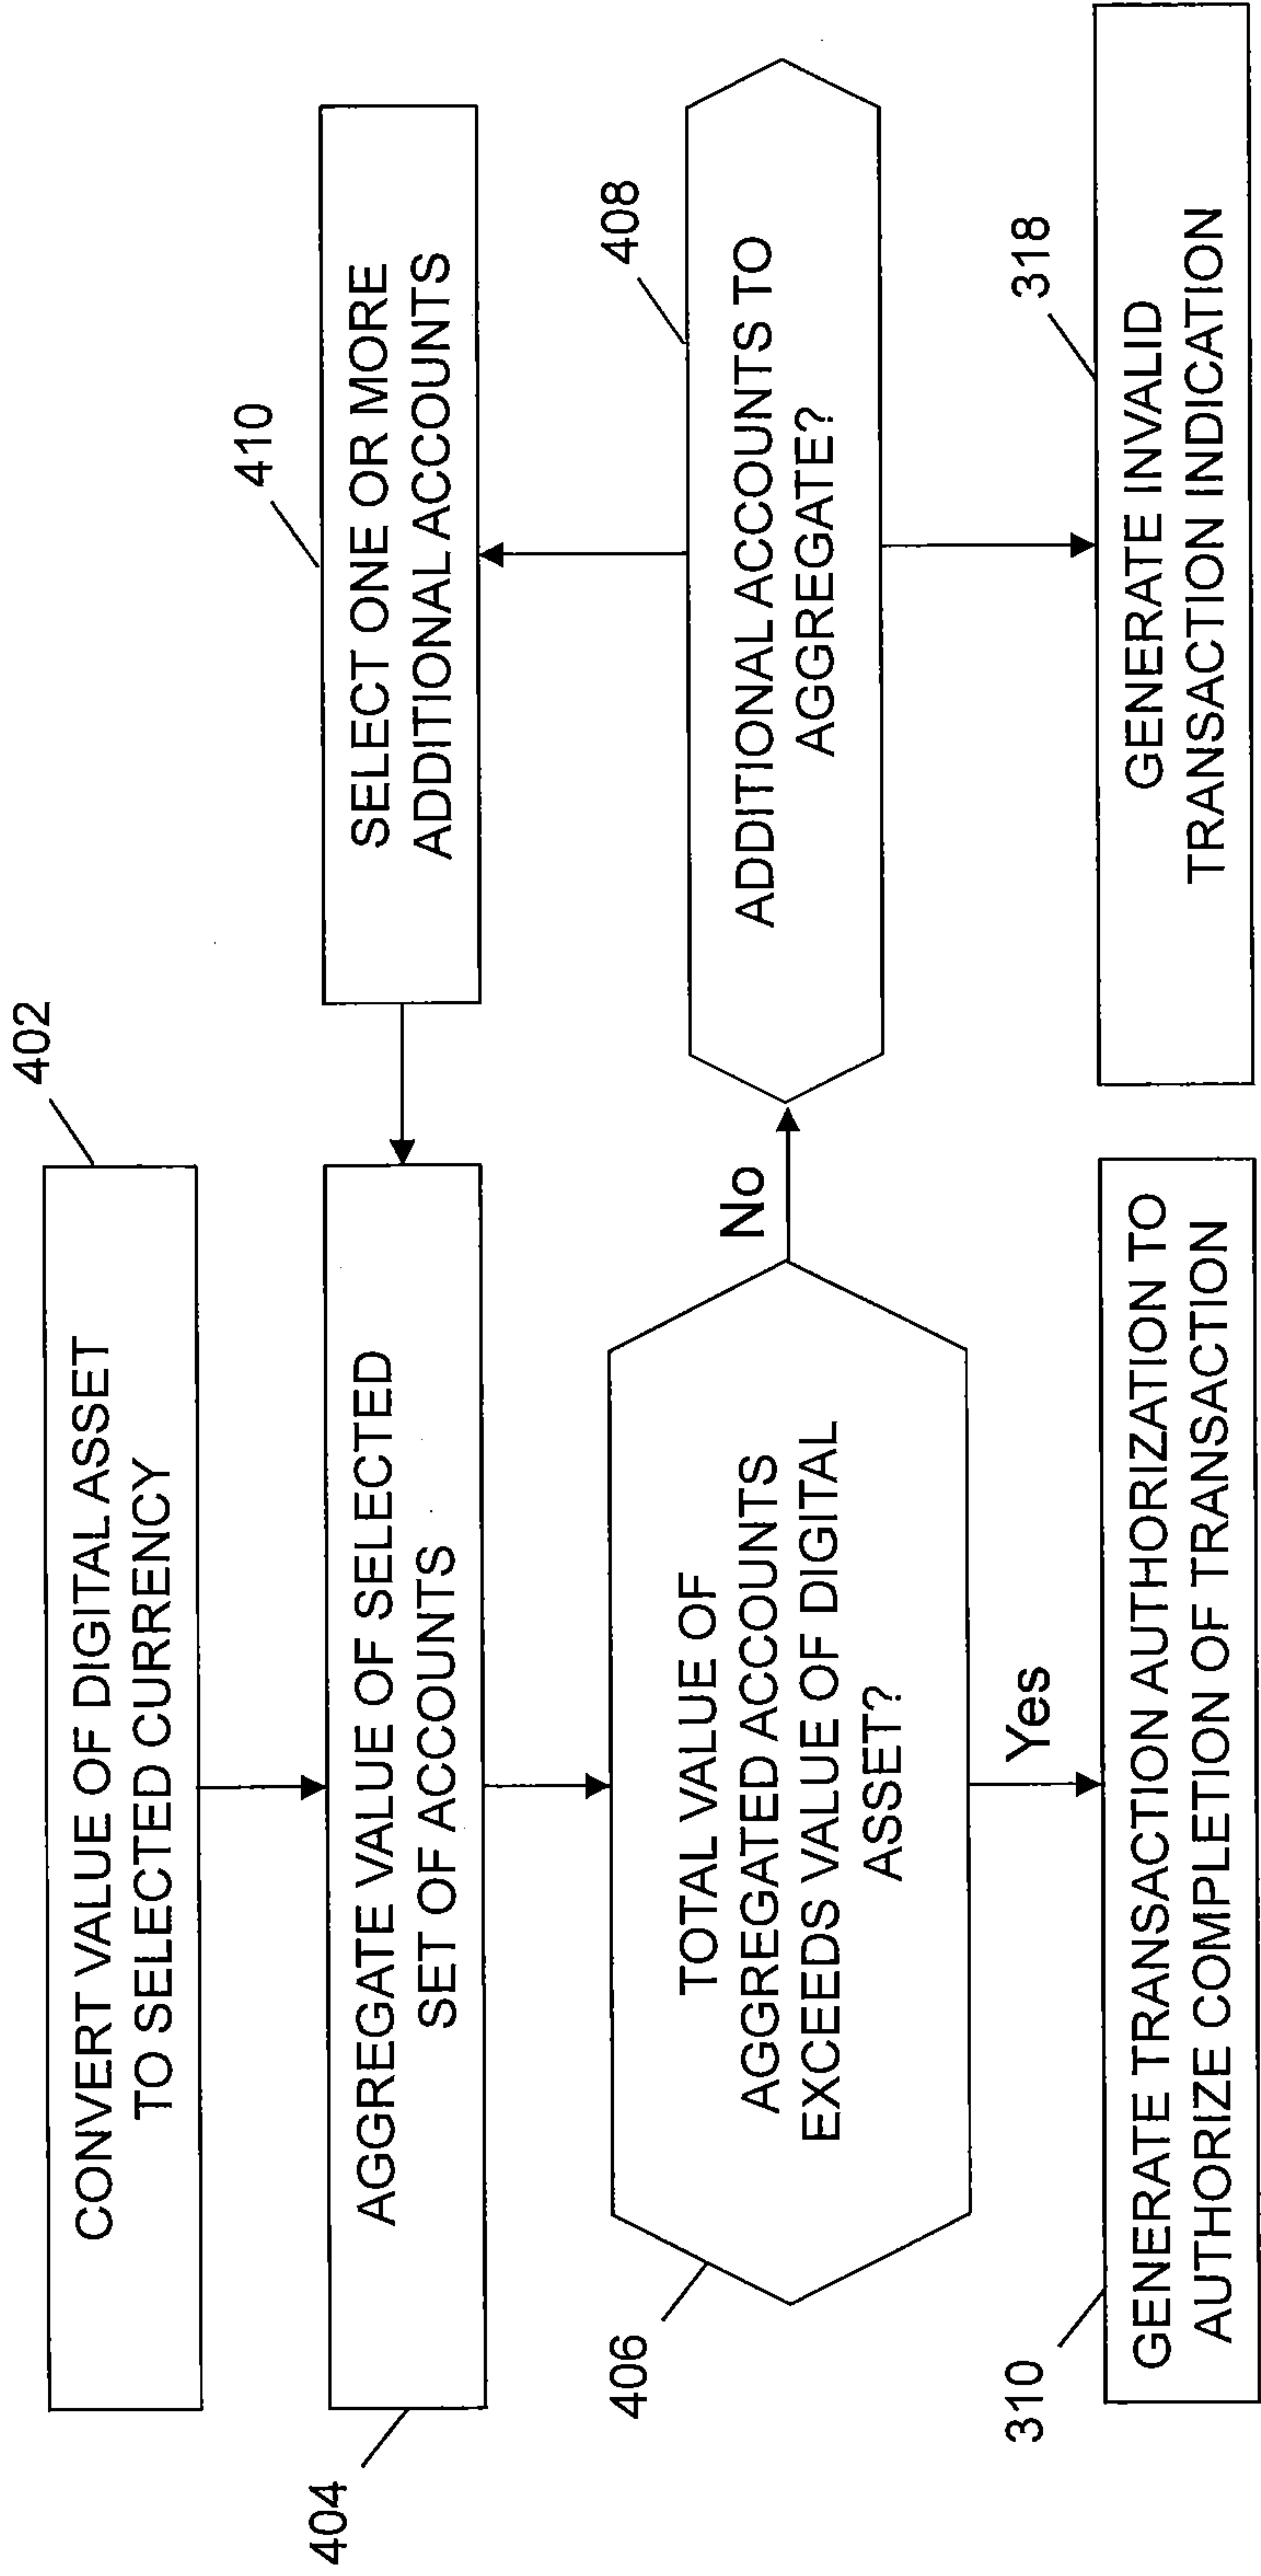 402
CONVERT VALUE OF DIGITAL ASSET
TO SELECTED CURRENCY
404
AGGREGATE VALUE OF SELECTED
SET OF ACCOUNTS
410
SELECT ONE OR MORE
ADDITIONAL ACCOUNTS
406
TOTAL VALUE OF
AGGREGATED ACCOUNTS
EXCEEDS VALUE OF DIGITAL
ASSET?
No
408
ADDITIONAL ACCOUNTS TO
AGGREGATE?
Yes
310
GENERATE TRANSACTION AUTHORIZATION TO
AUTHORIZE COMPLETION OF TRANSACTION
318
GENERATE INVALID
TRANSACTION INDICATION